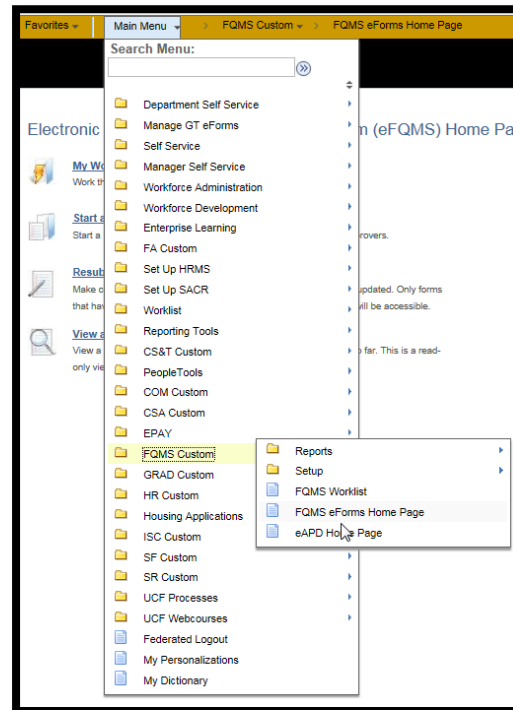 Favorites Main Menu > FQMS Custom > FQMS eForms Home Page
Search Menu:
Electronic m (eFQMS) Home Pa
Department Self Service
Manage GT eForms
Self Service
Manager Self Service
Workforce Administration
Workforce Development
Enterprise Learning
FA Custom
Set Up HRMS
Set Up SACR
Worklist
Reporting Tools
CS&T Custom
PeopleTools
COM Custom
CSA Custom
EPAY
FQMS Custom
GRAD Custom
HR Custom
Housing Applications
ISC Custom
SF Custom
SR Custom
UCF Processes
UCF Webcourses
Federated Logout
My Personalizations
My Dictionary
Reports
Setup
FQMS Worklist
FQMS eForms Home Page
eAPD Home Page
My Wo
Work th
Start a
Start a rovers.
Resub
Make c updated. Only forms
that hav will be accessible.
View a
View a far. This is a read-
only vie